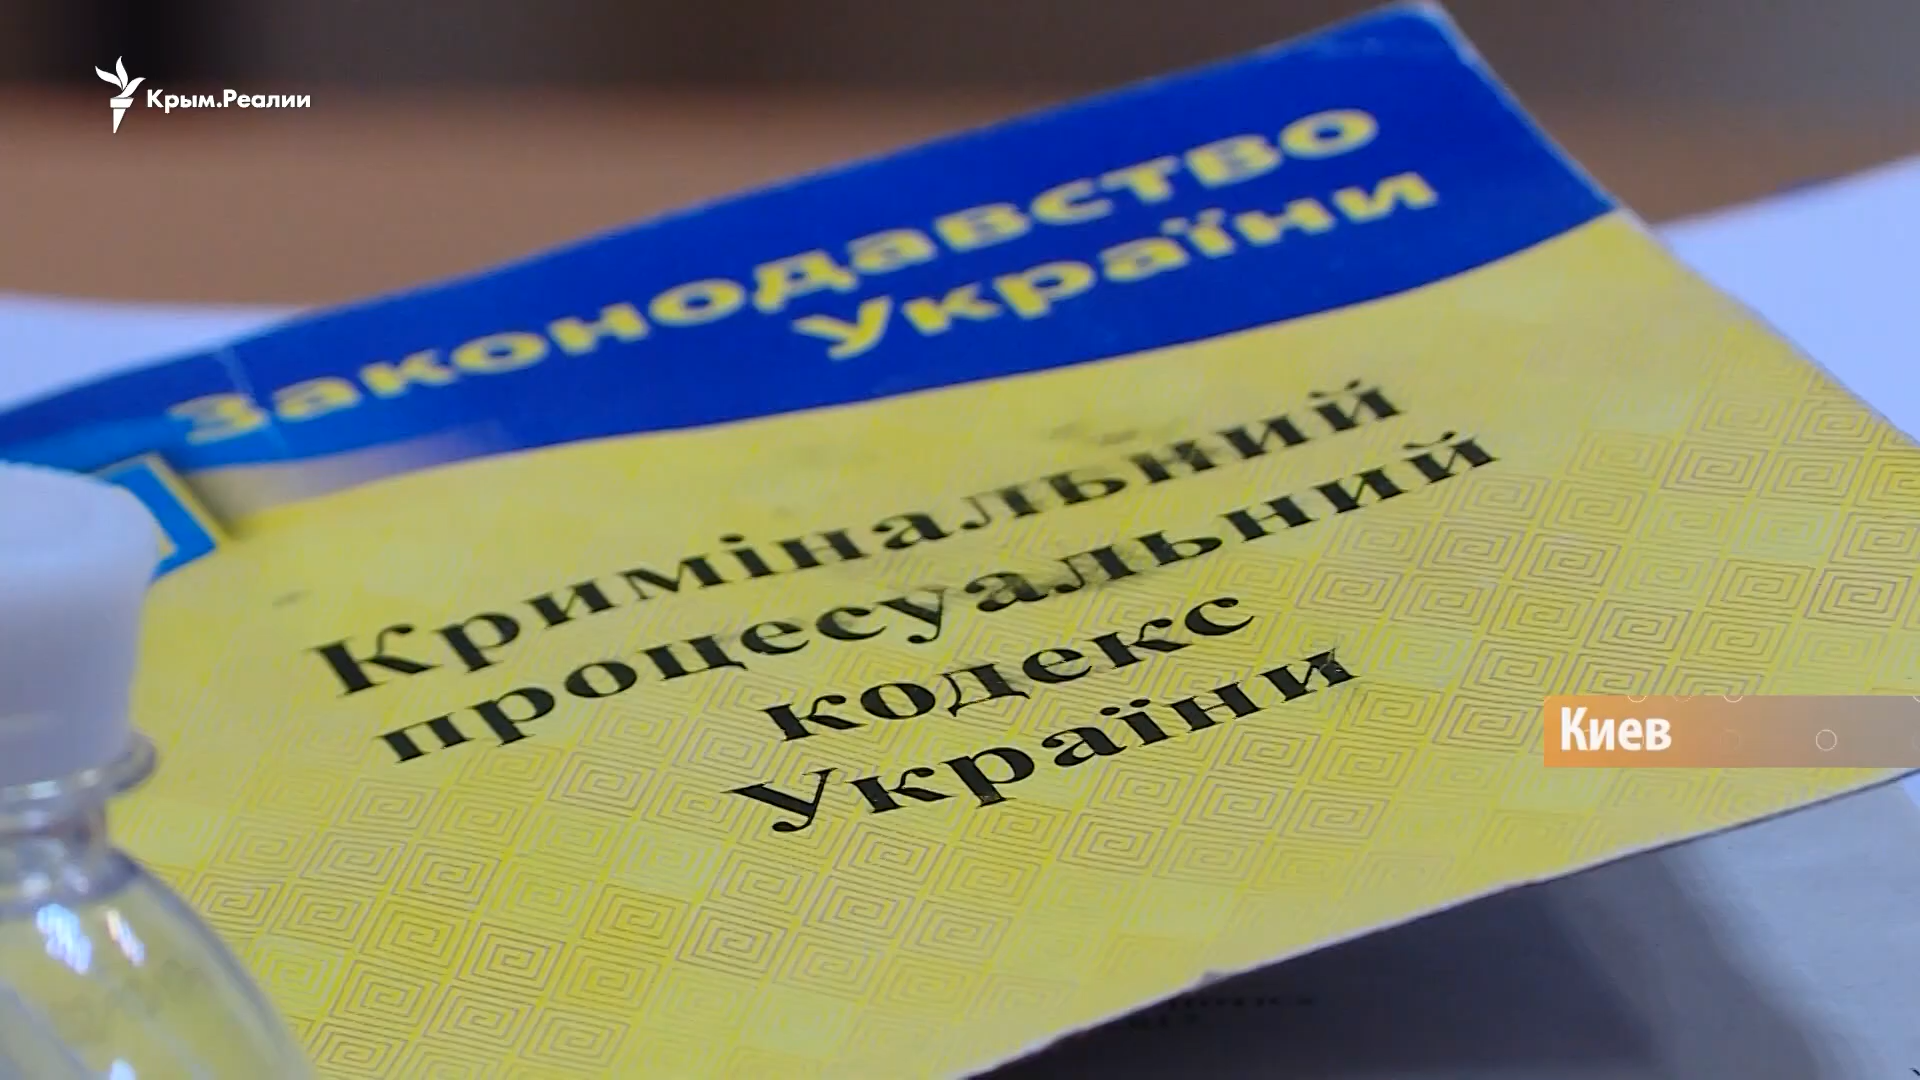 Крым.Реалии
Законодавство
України
Кримінальний
процесуальний
кодекс
України
Киев